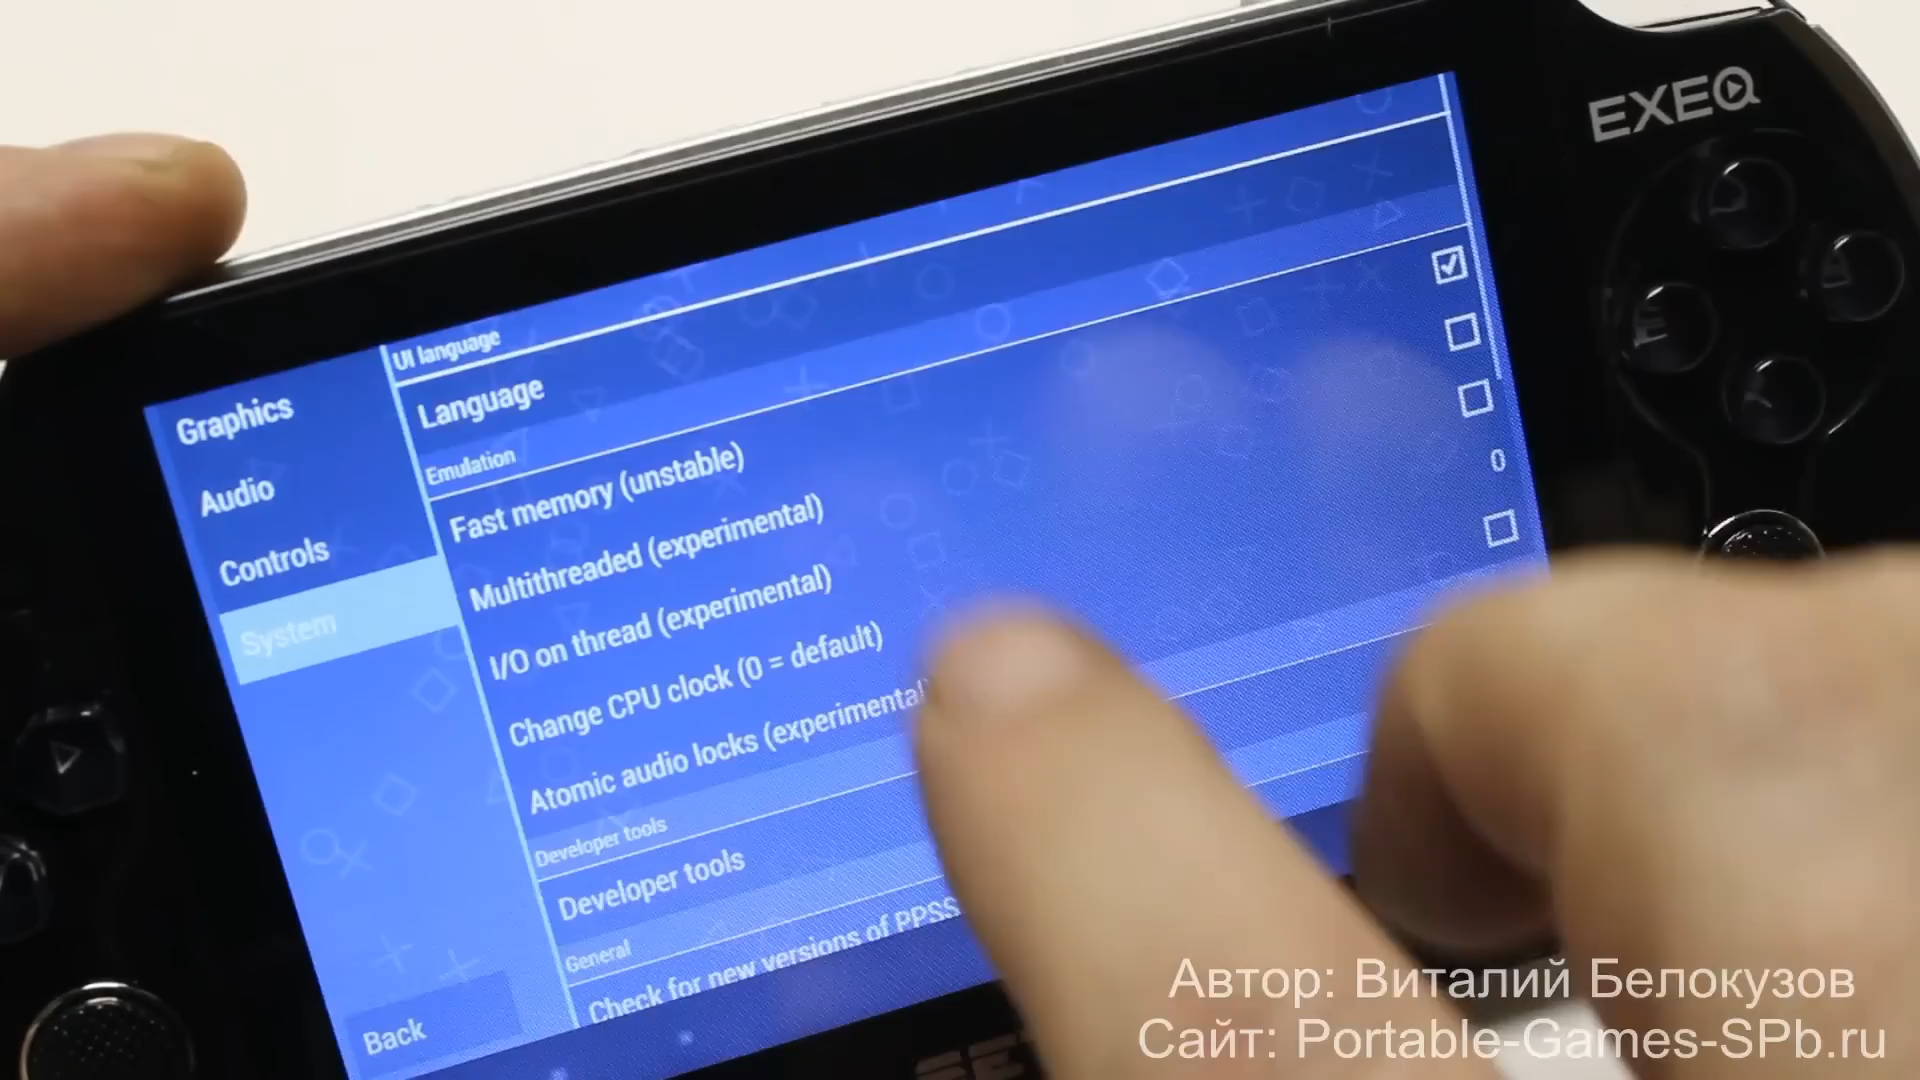 EXEQ
UI language
Language
Graphics
Emulation
Audio
Fast memory (unstable)
Controls
Multithreaded (experimental)
System
I/O on thread (experimental)
Change CPU clock (0 = default)
0
Atomic audio locks (experimental)
Developer tools
Developer tools
General
Check for new versions of PPSS
Back
SET
Автор: Виталий Белокузов
Сайт: Portable-Games-SPb.ru